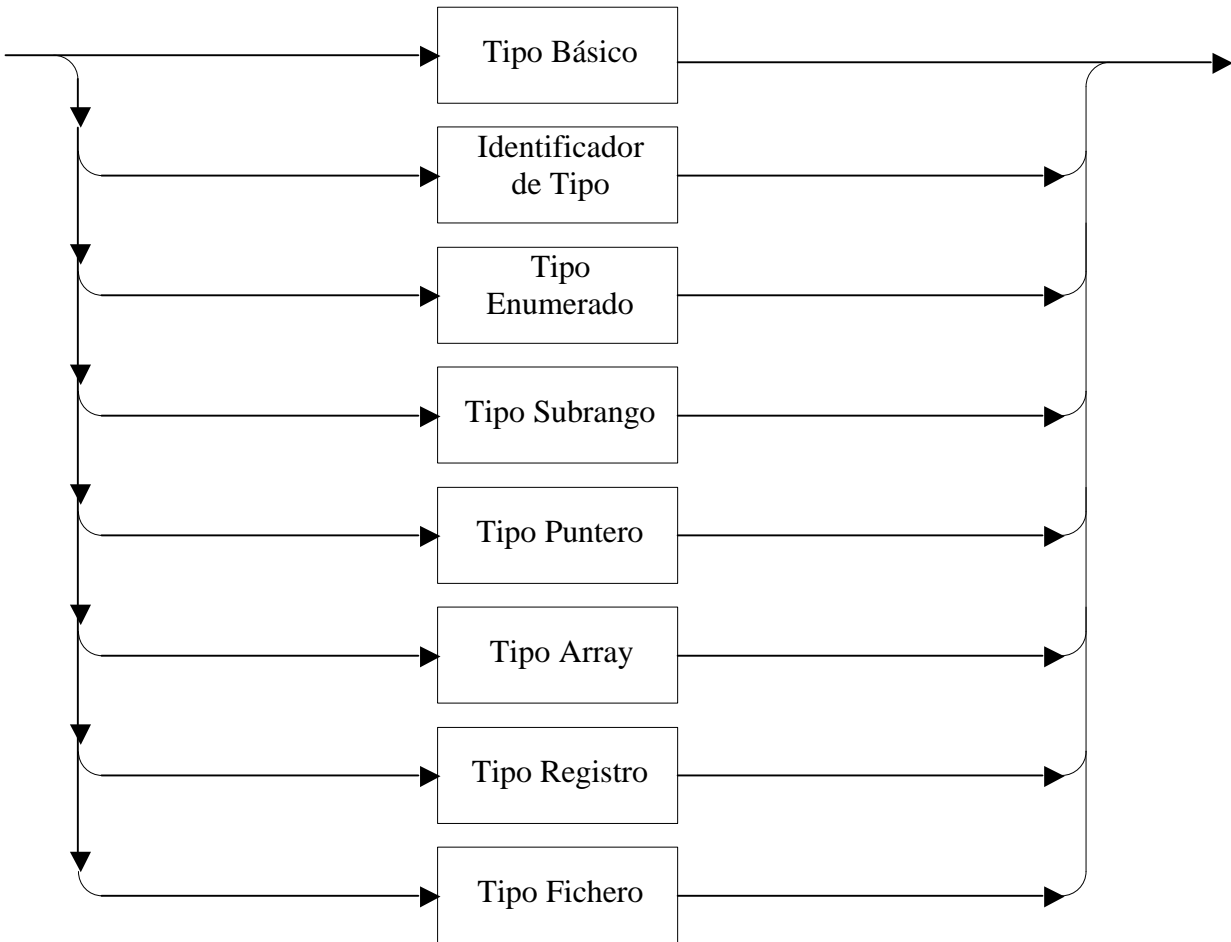 Tipo Básico
Identificador
de Tipo
Tipo
Enumerado
Tipo Subrango
Tipo Puntero
Tipo Array
Tipo Registro
Tipo Fichero